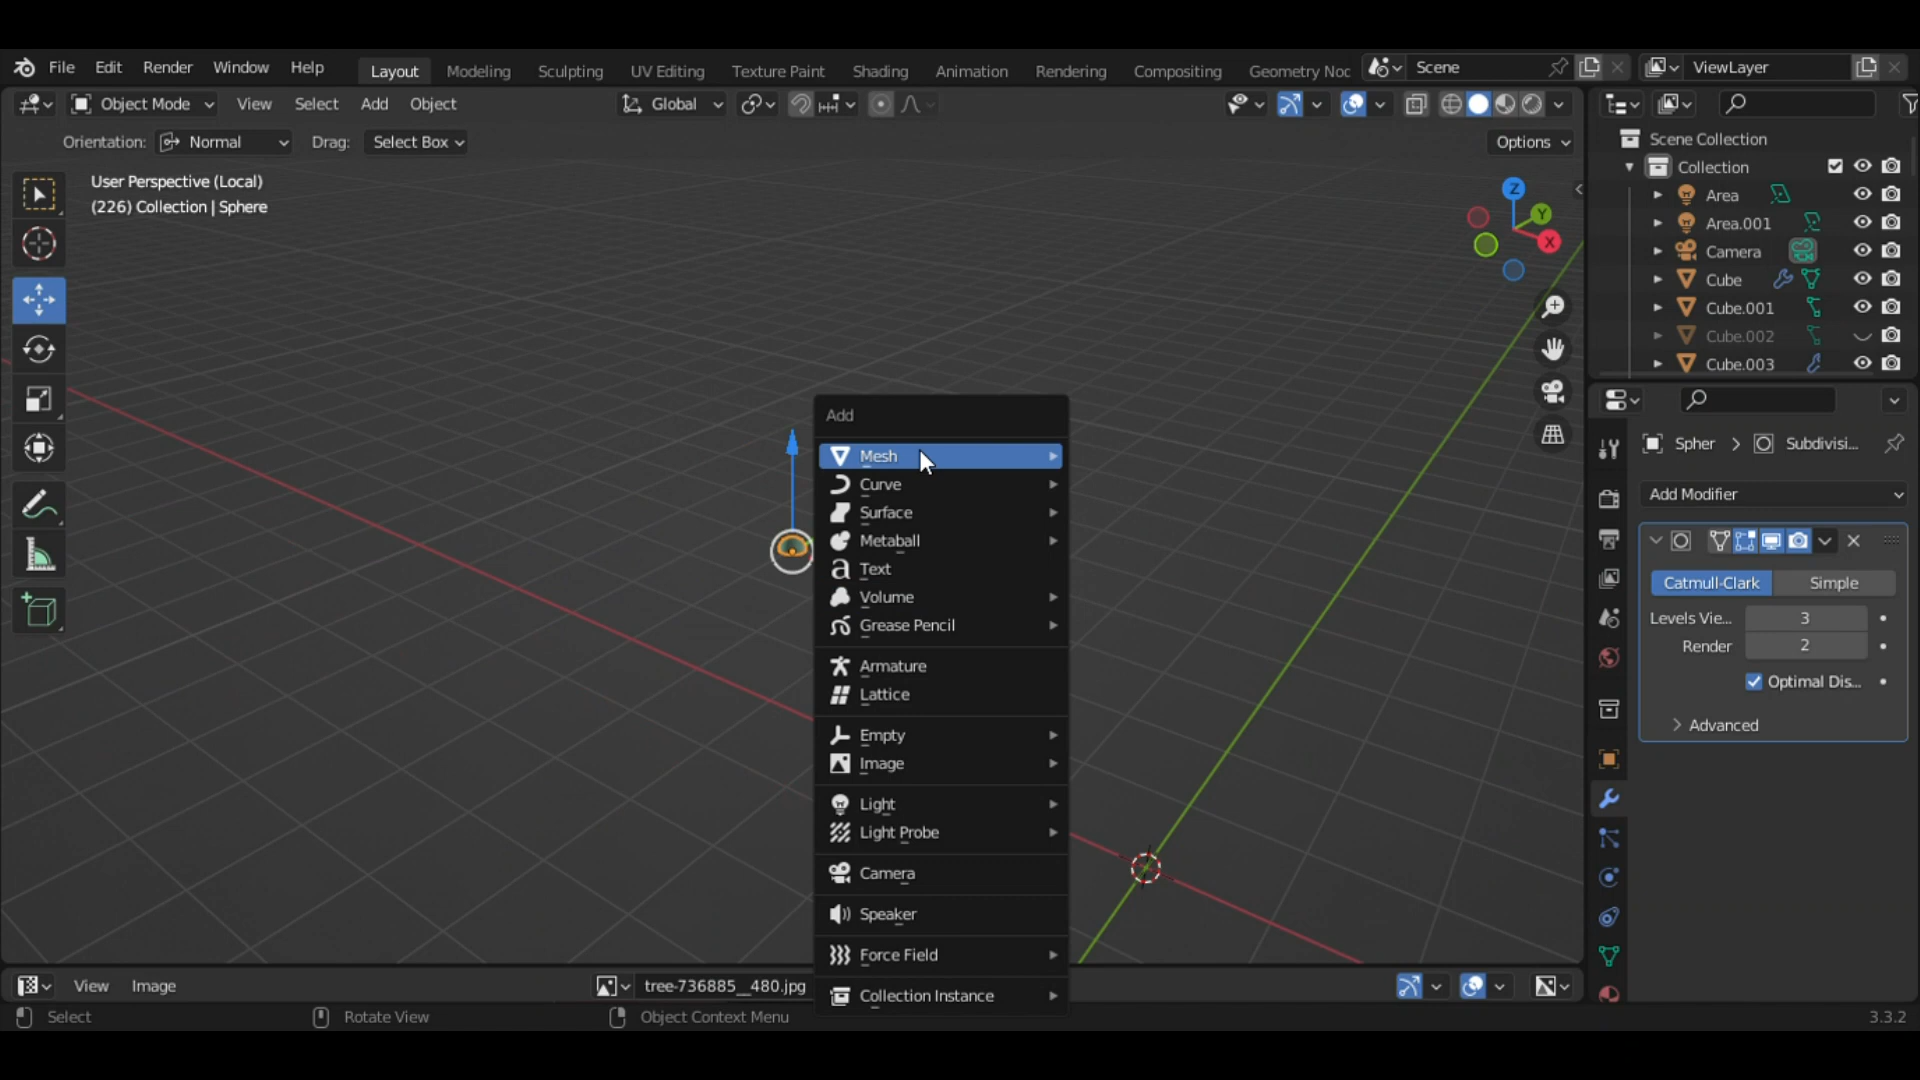 File Edit Render Window Help Layout Modeling Sculpting UV Editing Texture Paint Shading Animation Rendering Compositing Geometry Noc Scene ViewLayer
Object Mode View Select Add Object Global
Orientation: Normal Drag: Select Box Options
User Perspective (Local)
(226) Collection | Sphere
Z
Y
X
Scene Collection
Collection
Area
Area.001
Camera
Cube
Cube.001
Cube.002
Cube.003
Add
Mesh
Curve
Surface
Metaball
Text
Volume
Grease Pencil
Armature
Lattice
Empty
Image
Light
Light Probe
Camera
Speaker
Force Field
Collection Instance
Spher Subdivisi...
Add Modifier
Catmull-Clark Simple
Levels Vie... 3
Render 2
Optimal Dis...
Advanced
View Image tree-736885__480.jpg
Select Rotate View Object Context Menu 3.3.2